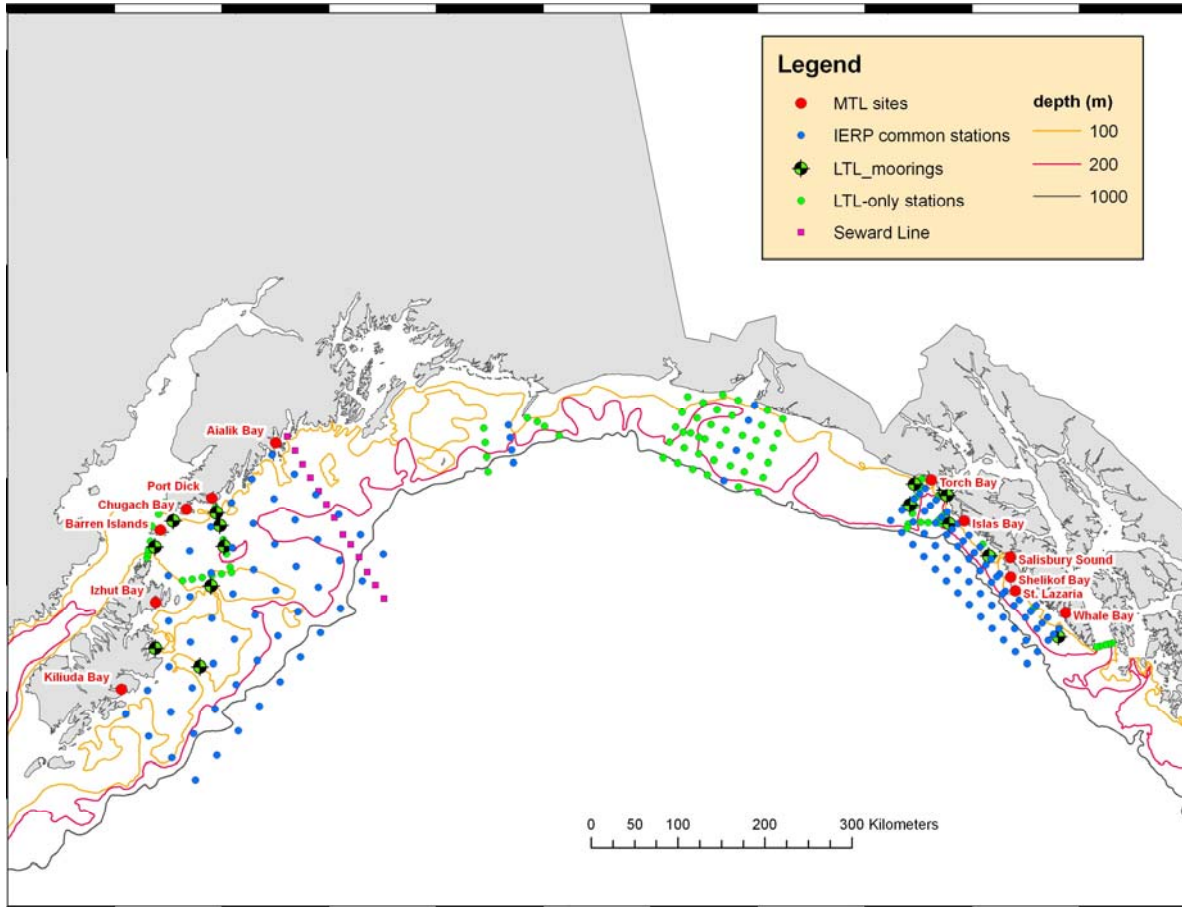 Legend
MTL sites
IERP common stations
LTL_moorings
LTL-only stations
Seward Line
depth (m)
100
200
1000
Aialik Bay
Port Dick
Chugach Bay
Barren Islands
Izhut Bay
Kiliuda Bay
Torch Bay
Islas Bay
Salisbury Sound
Shelikof Bay
St. Lazaria
Whale Bay
0 50 100 200 300 Kilometers